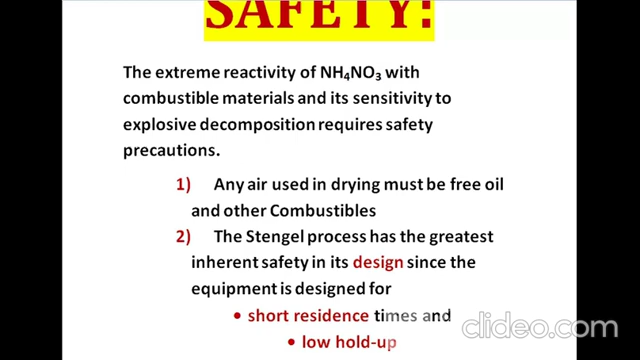 SAFETY:
The extreme reactivity of NH₄NO₃ with
combustible materials and its sensitivity to
explosive decomposition requires safety
precautions.
1) Any air used in drying must be free oil
and other Combustibles
2) The Stengel process has the greatest
inherent safety in its design since the
equipment is designed for
• short residence times and
• low hold-up
clideo.com